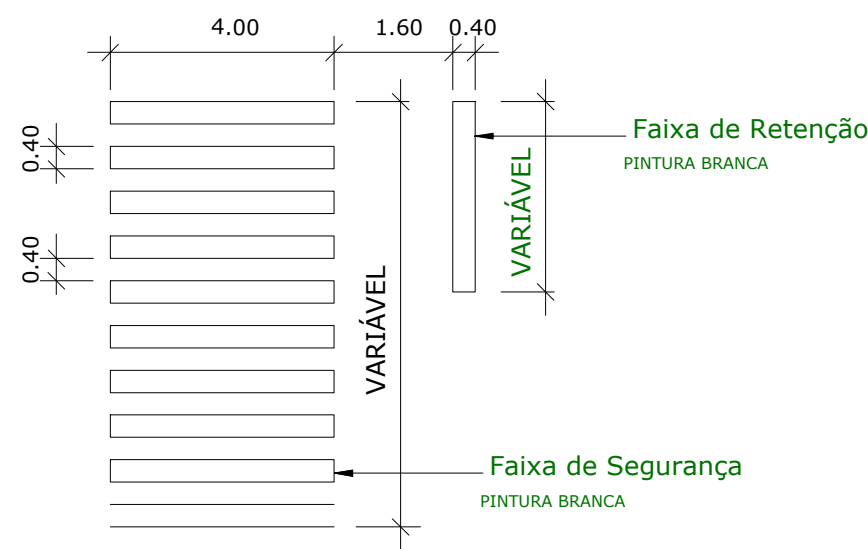 4.00
1.60
0.40
Faixa de Retenção
PINTURA BRANCA
0.40
VARIÁVEL
0.40
VARIÁVEL
Faixa de Segurança
PINTURA BRANCA